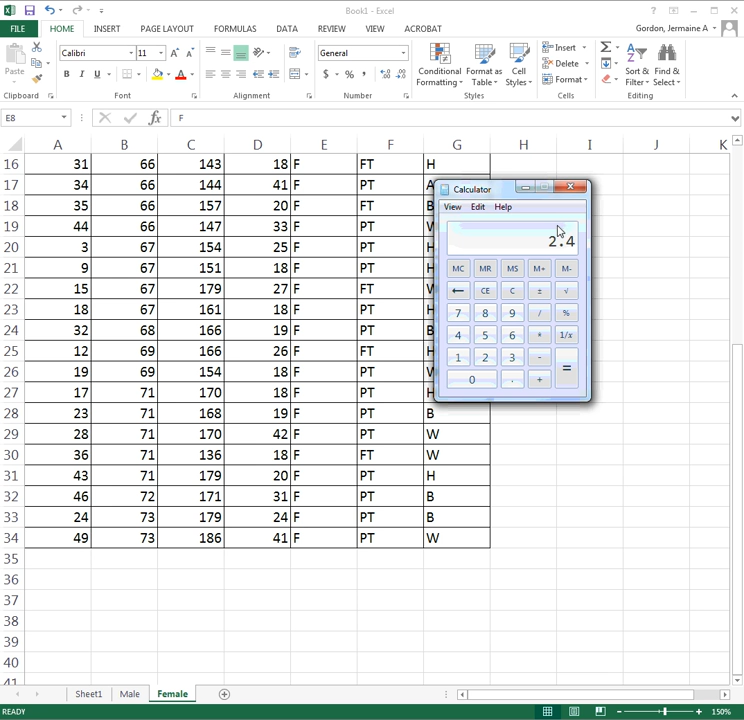 Book1 - Excel
FILE HOME INSERT PAGE LAYOUT FORMULAS DATA REVIEW VIEW ACROBAT Gordon, Jermaine A
Paste
Calibri 11 A A
B I U A
General
$ % ,
Conditional Formatting
Format as Table
Cell Styles
Insert
Delete
Format
Sort & Filter
Find & Select
Clipboard Font Alignment Number Styles Cells Editing
E8 fx F
A B C D E F G H I J K
16 31 66 143 18 F FT H
17 34 66 144 41 F PT A
18 35 66 157 20 F FT B
19 44 66 147 33 F PT W
20 3 67 154 25 F PT H
21 9 67 151 18 F PT H
22 15 67 179 27 F FT W
23 18 67 161 18 F PT H
24 32 68 166 19 F PT B
25 12 69 166 26 F FT H
26 19 69 154 18 F PT W
27 17 71 170 18 F PT H
28 23 71 168 19 F PT B
29 28 71 170 42 F PT W
30 36 71 136 18 F FT W
31 43 71 179 20 F PT H
32 46 72 171 31 F PT B
33 24 73 179 24 F PT B
34 49 73 186 41 F PT W
35
36
37
38
39
40
41
Calculator
View Edit Help
2.4
MC MR MS M+ M-
← CE C ± √
7 8 9 / %
4 5 6 * 1/x
1 2 3 - =
0 . +
Sheet1 Male Female
READY 150%